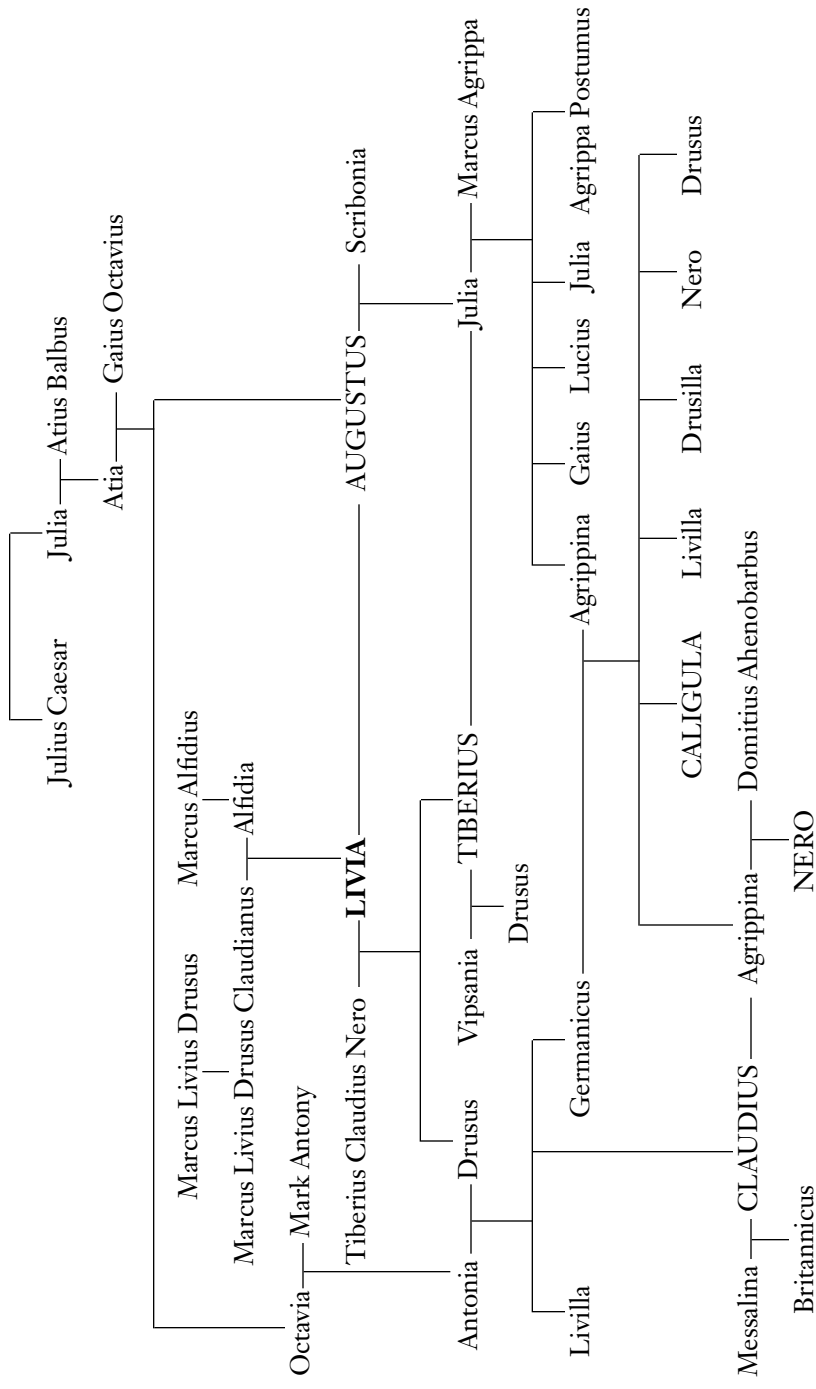 Julius Caesar Julia Atius Balbus
Atia Gaius Octavius
Marcus Livius Drusus Marcus Alfidius
Marcus Livius Drusus Claudianus Alfidia
Octavia Mark Antony
Tiberius Claudius Nero LIVIA AUGUSTUS Scribonia
Antonia Drusus Vipsania TIBERIUS Julia Marcus Agrippa
Drusus
Livilla Germanicus Agrippina Gaius Lucius Julia Agrippa Postumus
CALIGULA Livilla Drusilla Nero Drusus
Messalina CLAUDIUS Agrippina Domitius Ahenobarbus
Britannicus NERO